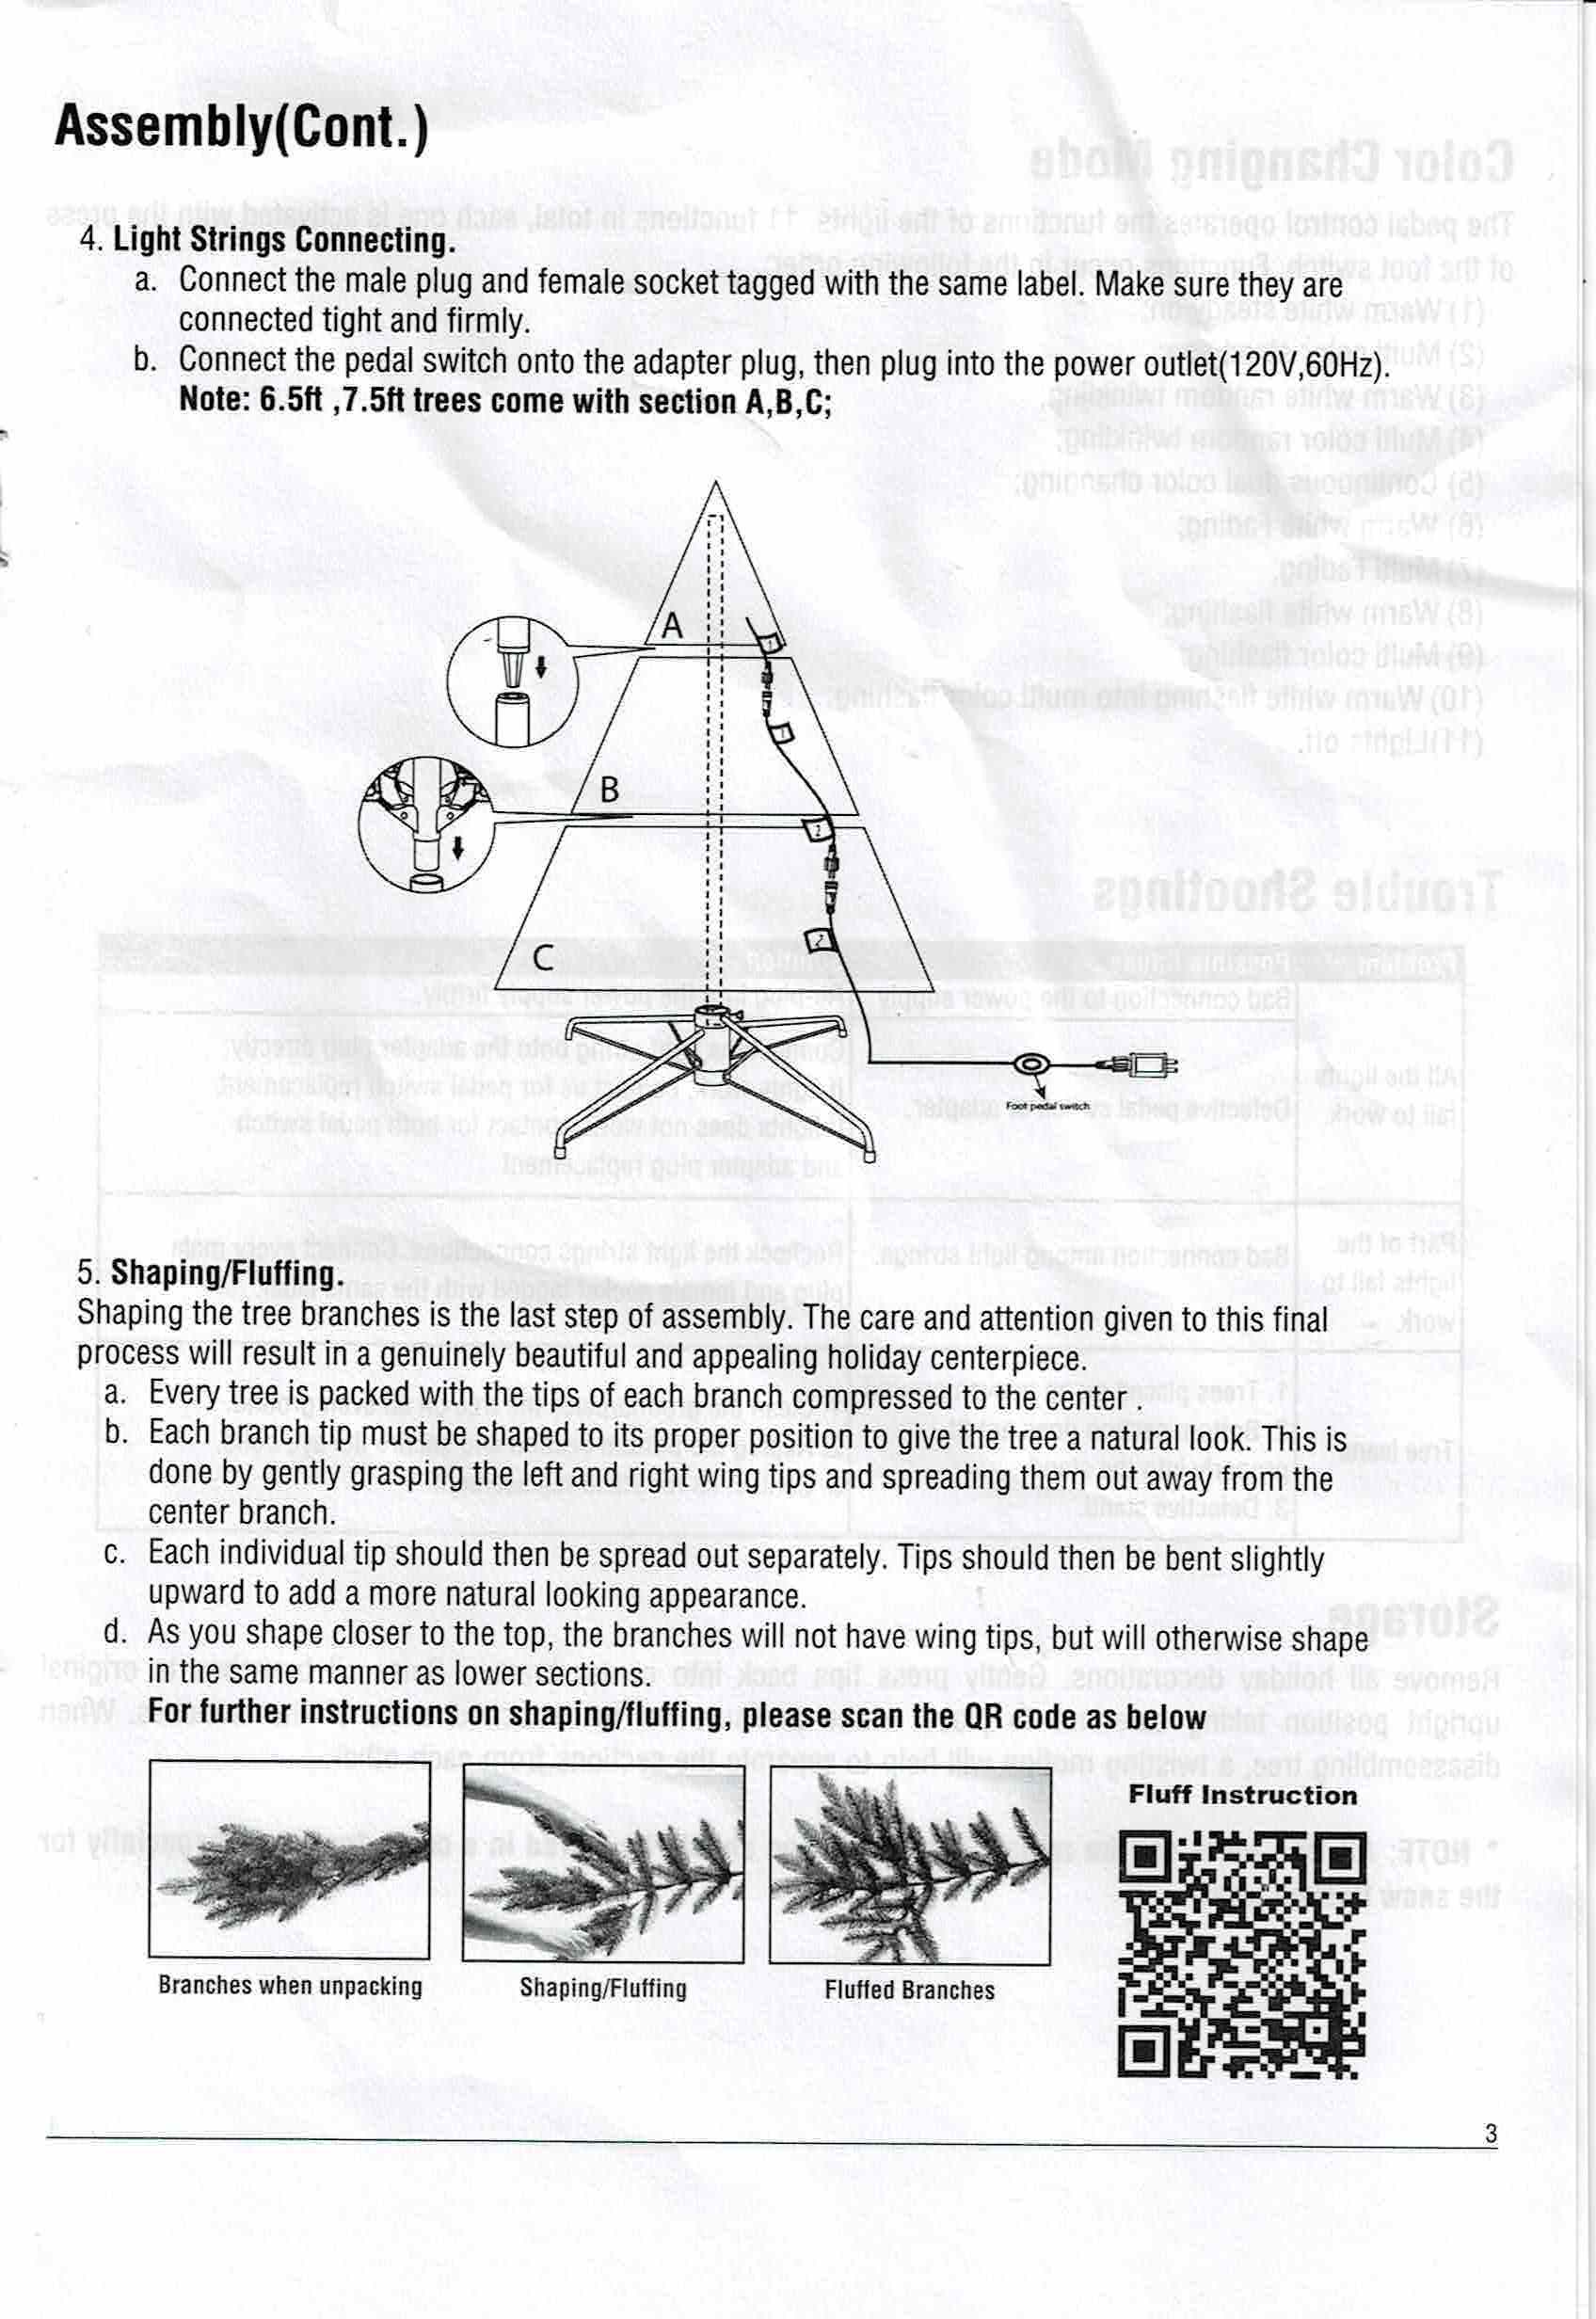 Assembly(Cont.)
4. Light Strings Connecting.
a. Connect the male plug and female socket tagged with the same label. Make sure they are
connected tight and firmly.
b. Connect the pedal switch onto the adapter plug, then plug into the power outlet(120V,60Hz).
Note: 6.5ft ,7.5ft trees come with section A,B,C;
A
1
1
B
2
C
2
Foot pedal switch
5. Shaping/Fluffing.
Shaping the tree branches is the last step of assembly. The care and attention given to this final
process will result in a genuinely beautiful and appealing holiday centerpiece.
a. Every tree is packed with the tips of each branch compressed to the center .
b. Each branch tip must be shaped to its proper position to give the tree a natural look. This is
done by gently grasping the left and right wing tips and spreading them out away from the
center branch.
c. Each individual tip should then be spread out separately. Tips should then be bent slightly
upward to add a more natural looking appearance.
d. As you shape closer to the top, the branches will not have wing tips, but will otherwise shape
in the same manner as lower sections.
For further instructions on shaping/fluffing, please scan the QR code as below
Fluff Instruction
Branches when unpacking
Shaping/Fluffing
Fluffed Branches
3